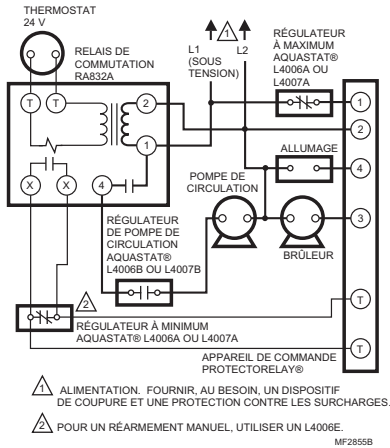 THERMOSTAT
24 V
RELAIS DE
COMMUTATION
RA832A
1
L1
(SOUS
TENSION)
L2
RÉGULATEUR
À MAXIMUM
AQUASTAT®
L4006A OU
L4007A
T
T
2
1
X
X
4
1
2
4
3
T
T
ALLUMAGE
POMPE DE
CIRCULATION
BRÛLEUR
RÉGULATEUR
DE POMPE DE
CIRCULATION
AQUASTAT®
L4006B OU L4007B
2
RÉGULATEUR À MINIMUM
AQUASTAT® L4006A OU L4007A
APPAREIL DE COMMANDE
PROTECTORELAY®
1 ALIMENTATION. FOURNIR, AU BESOIN, UN DISPOSITIF
DE COUPURE ET UNE PROTECTION CONTRE LES SURCHARGES.
2 POUR UN RÉARMEMENT MANUEL, UTILISER UN L4006E.
MF2855B